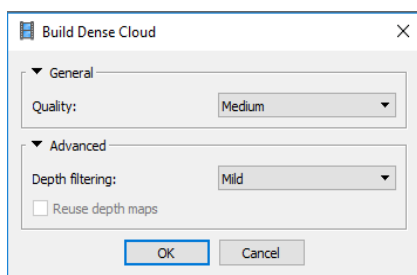 Build Dense Cloud
General
Quality: Medium
Advanced
Depth filtering: Mild
Reuse depth maps
OK Cancel